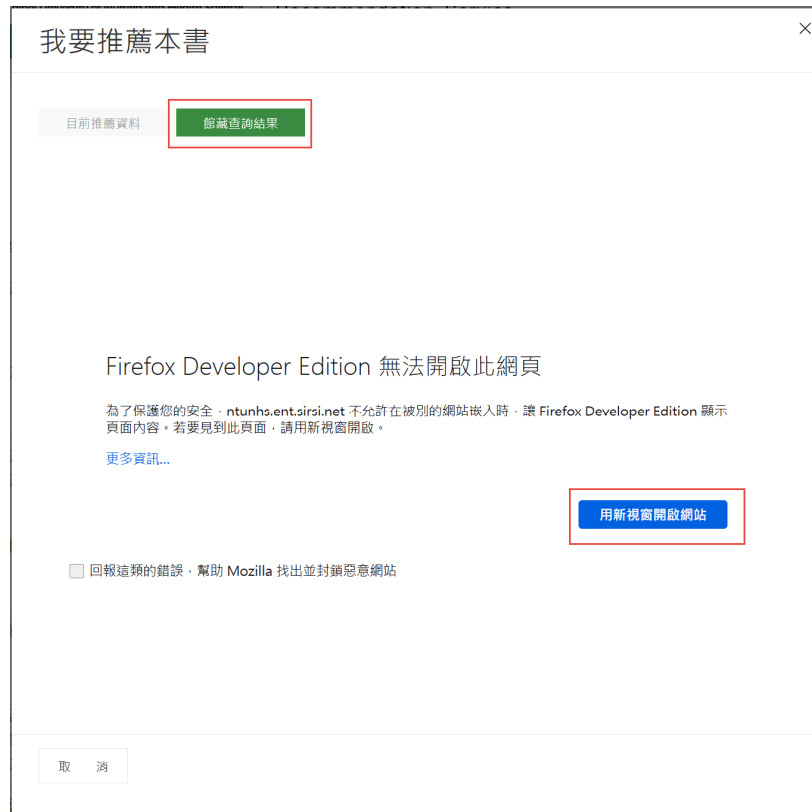 我要推薦本書
目前推薦資料
館藏查詢結果
Firefox Developer Edition 無法開啟此網頁
為了保護您的安全，ntunhs.ent.sirsi.net 不允許在被別的網站嵌入時，讓 Firefox Developer Edition 顯示
頁面內容。若要見到此頁面，請用新視窗開啟。
更多資訊...
用新視窗開啟網站
回報這類的錯誤，幫助 Mozilla 找出並封鎖惡意網站
取 消